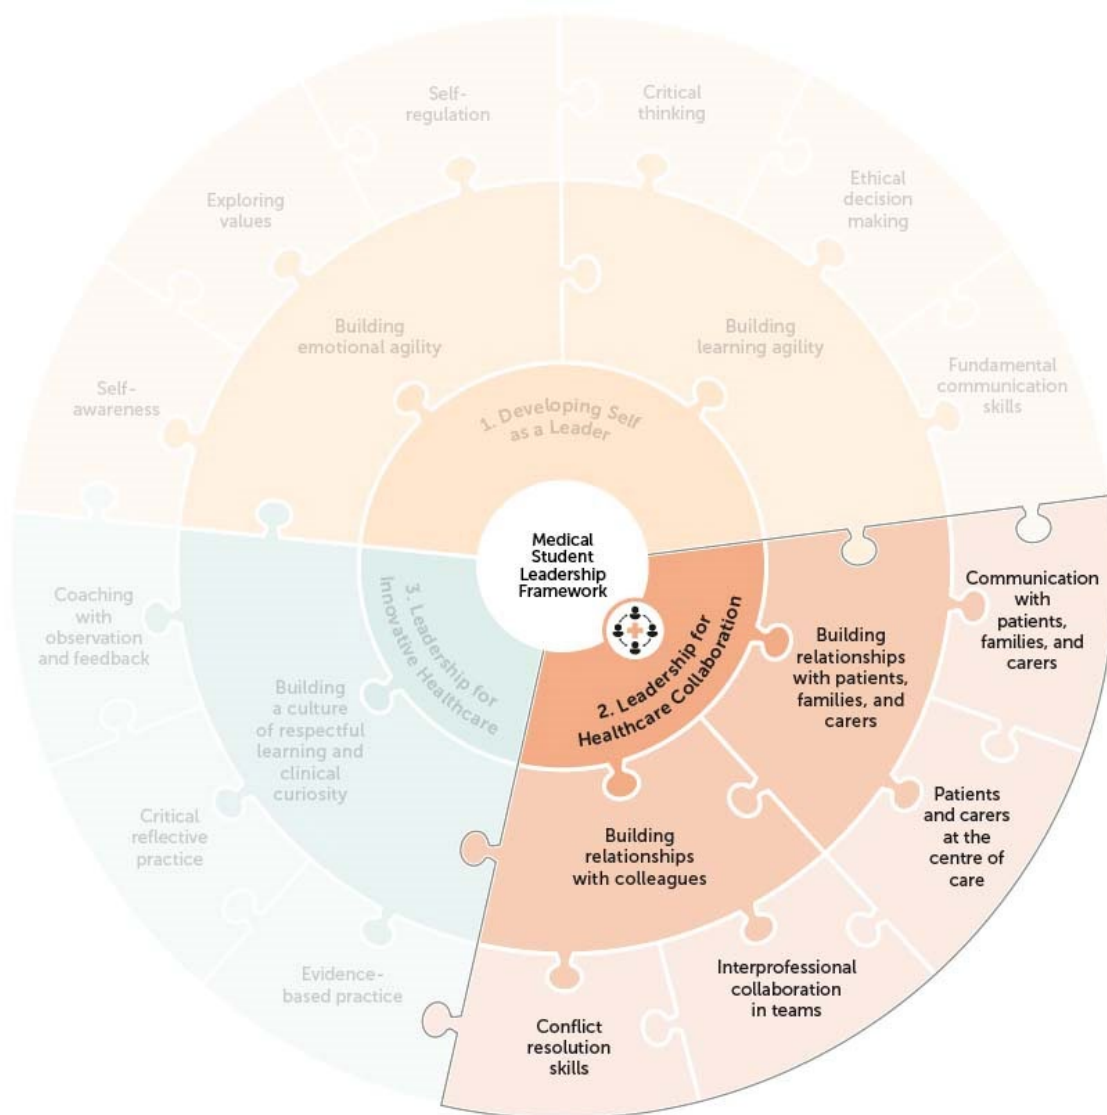 Self-
regulation
Critical
thinking
Exploring
values
Ethical
decision
making
Building
emotional agility
Building
learning agility
Self-
awareness
Fundamental
communication
skills
1. Developing Self
as a Leader
Medical
Student
Leadership
Framework
Coaching
with
observation
and feedback
3. Leadership for
Innovative Healthcare
2. Leadership for
Healthcare Collaboration
Building
relationships
with patients,
families, and
carers
Communication
with
patients,
families, and
carers
Building
a culture
of respectful
learning and
clinical
curiosity
Critical
reflective
practice
Building
relationships
with colleagues
Patients
and carers
at the
centre of
care
Evidence-
based practice
Conflict
resolution
skills
Interprofessional
collaboration
in teams